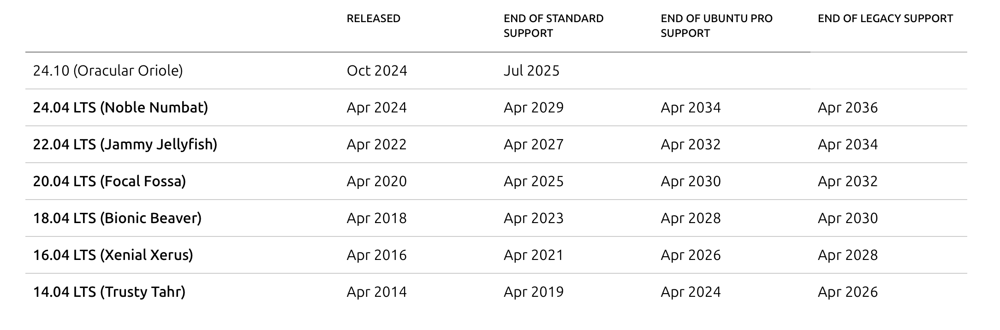 RELEASED END OF STANDARD SUPPORT END OF UBUNTU PRO SUPPORT END OF LEGACY SUPPORT
24.10 (Oracular Oriole) Oct 2024 Jul 2025
24.04 LTS (Noble Numbat) Apr 2024 Apr 2029 Apr 2034 Apr 2036
22.04 LTS (Jammy Jellyfish) Apr 2022 Apr 2027 Apr 2032 Apr 2034
20.04 LTS (Focal Fossa) Apr 2020 Apr 2025 Apr 2030 Apr 2032
18.04 LTS (Bionic Beaver) Apr 2018 Apr 2023 Apr 2028 Apr 2030
16.04 LTS (Xenial Xerus) Apr 2016 Apr 2021 Apr 2026 Apr 2028
14.04 LTS (Trusty Tahr) Apr 2014 Apr 2019 Apr 2024 Apr 2026